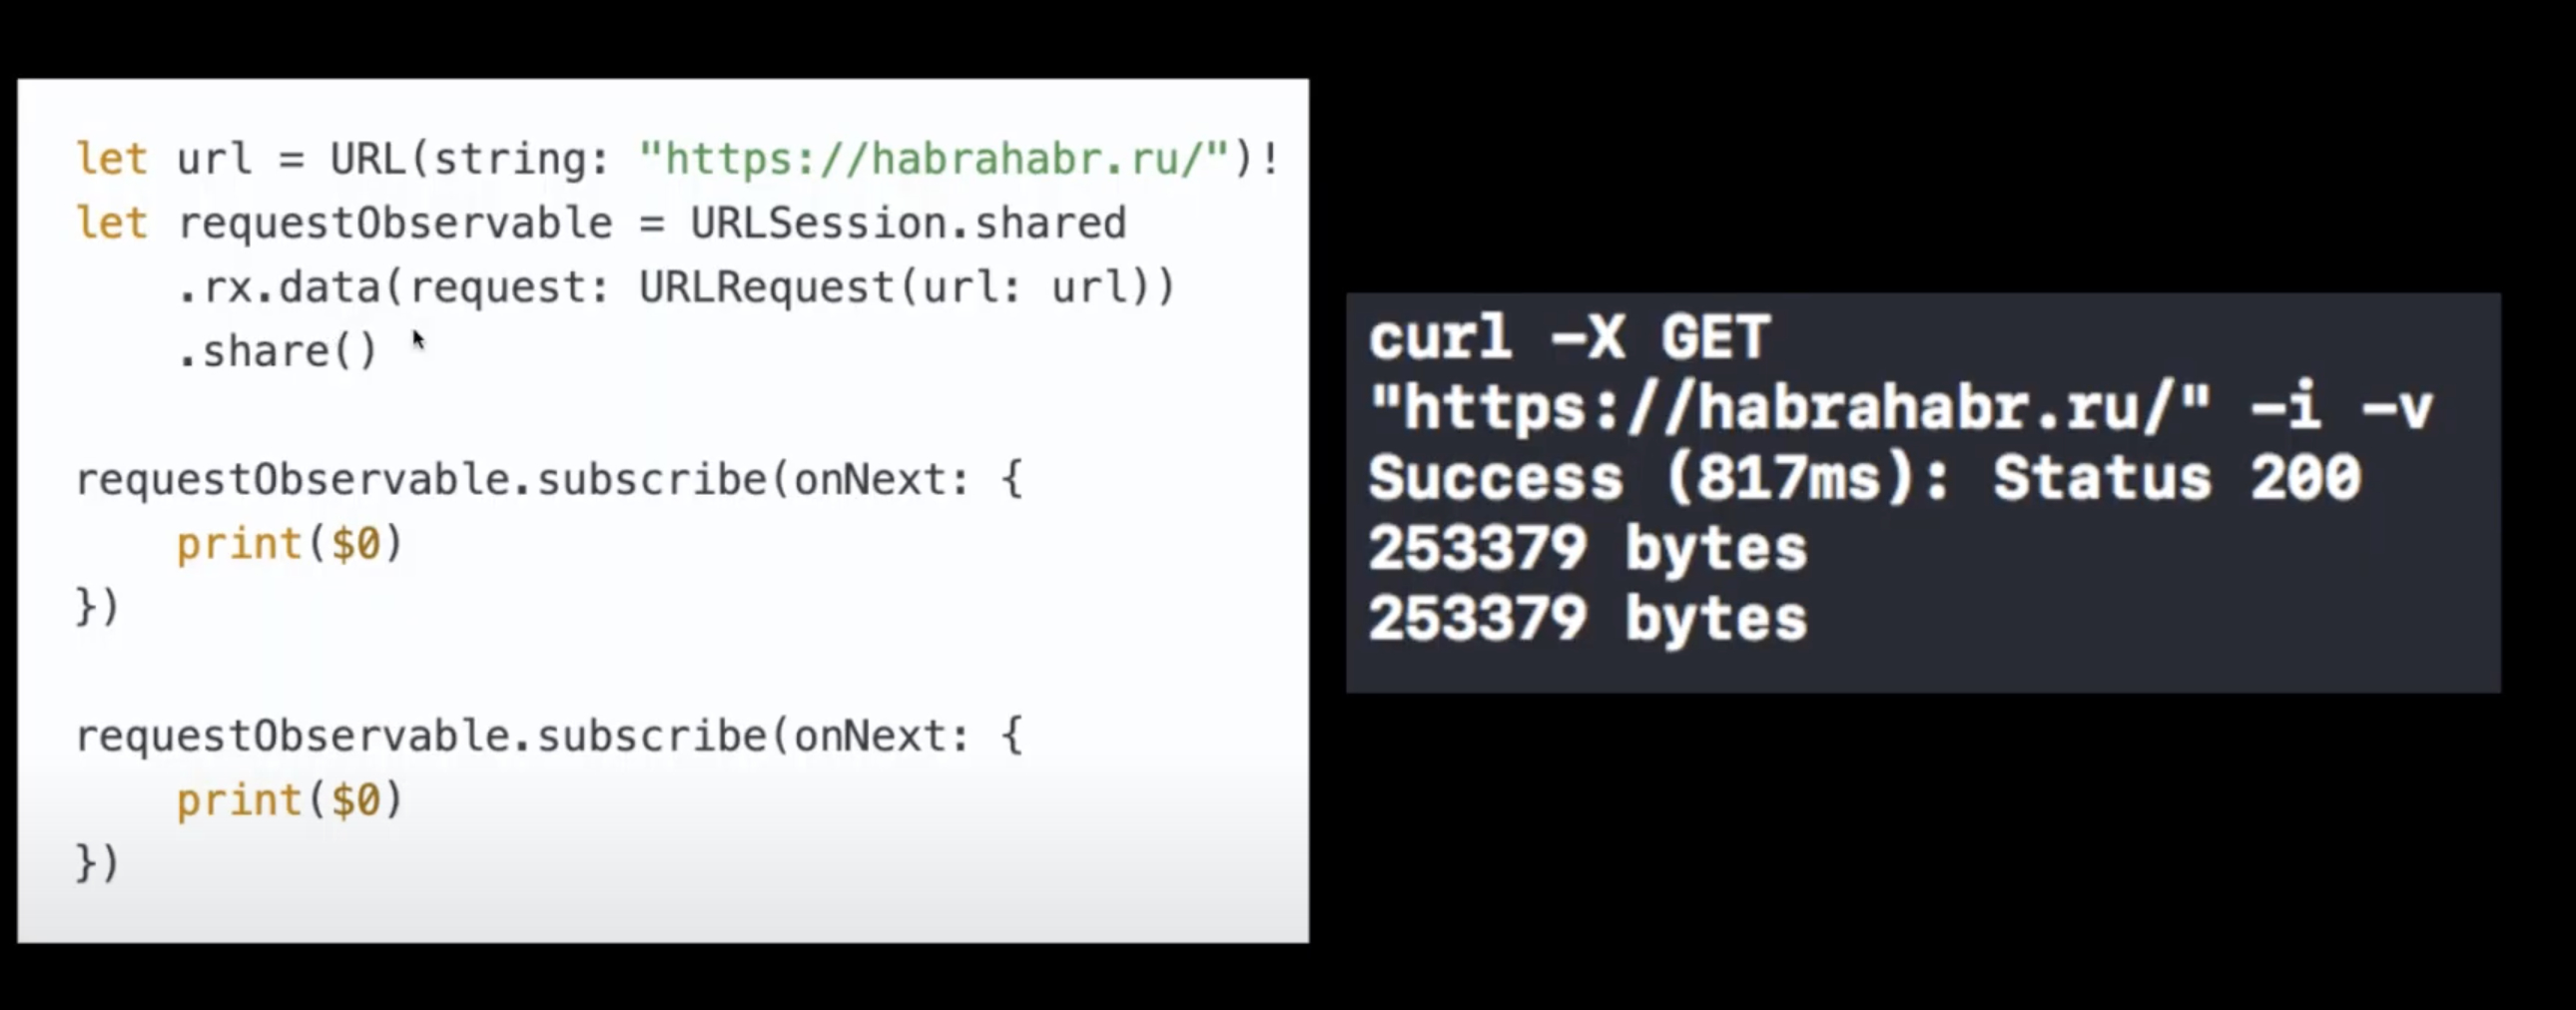 let url = URL(string: "https://habrahabr.ru/")!
let requestObservable = URLSession.shared
    .rx.data(request: URLRequest(url: url))
    .share()
requestObservable.subscribe(onNext: {
    print($0)
})
requestObservable.subscribe(onNext: {
    print($0)
})
curl -X GET
"https://habrahabr.ru/" -i -v
Success (817ms): Status 200
253379 bytes
253379 bytes